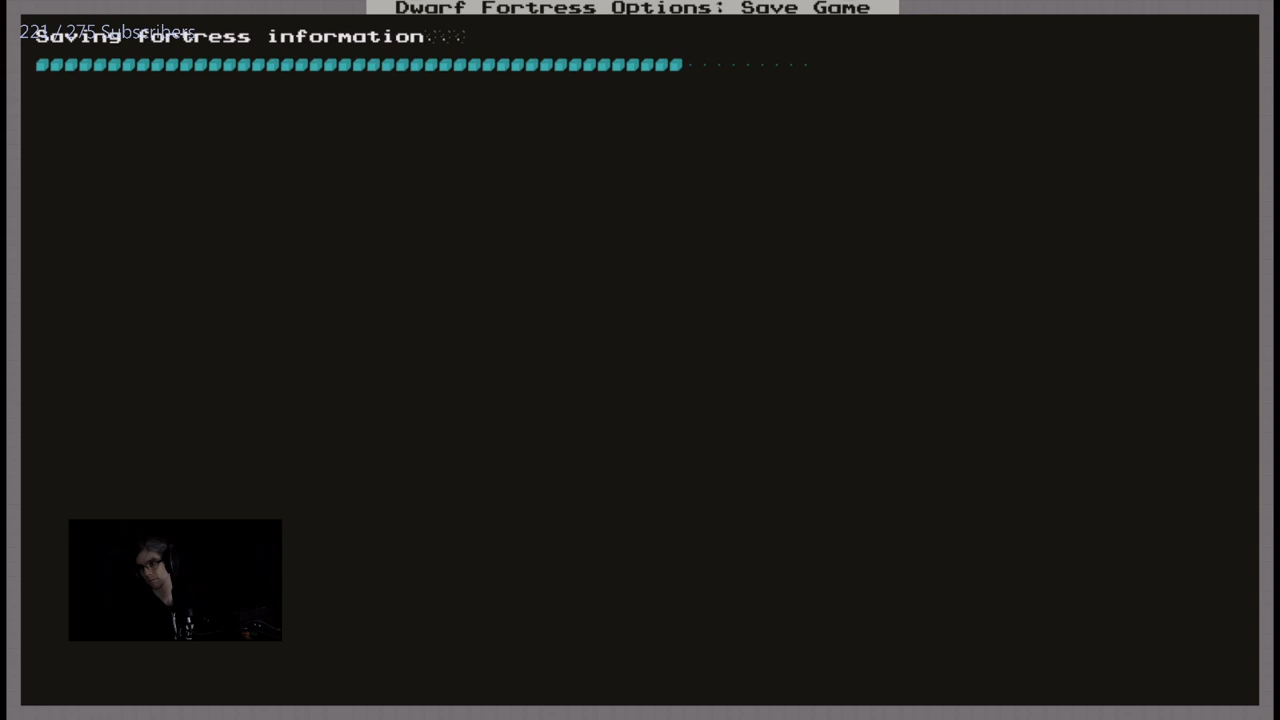 Dwarf Fortress Options: Save Game
221 / 275 Subscribers
Saving fortress information...